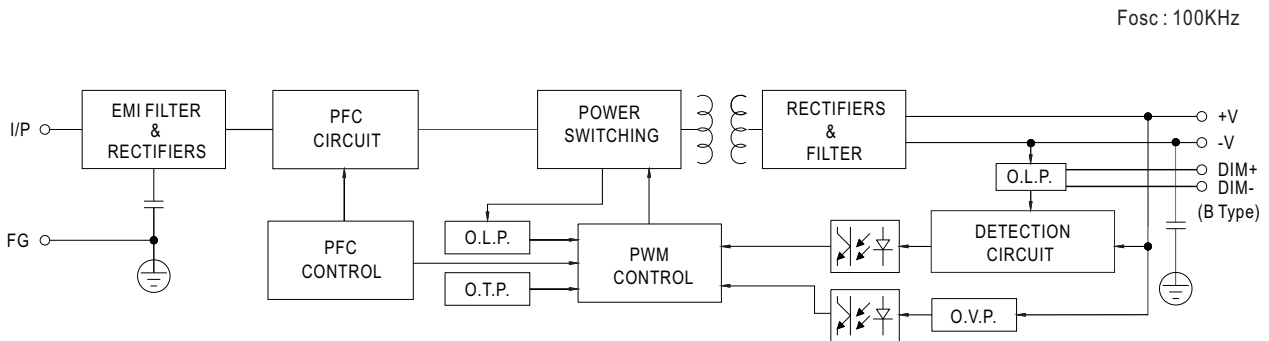 Fosc : 100KHz
I/P
EMI FILTER
&
RECTIFIERS
PFC
CIRCUIT
POWER
SWITCHING
RECTIFIERS
&
FILTER
+V
-V
DIM+
DIM-
(B Type)
O.L.P.
FG
PFC
CONTROL
O.L.P.
O.T.P.
PWM
CONTROL
DETECTION
CIRCUIT
O.V.P.